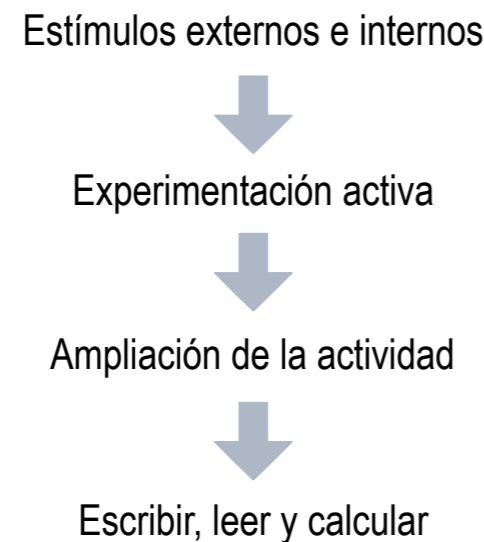 Estímulos externos e internos
Experimentación activa
Ampliación de la actividad
Escribir, leer y calcular